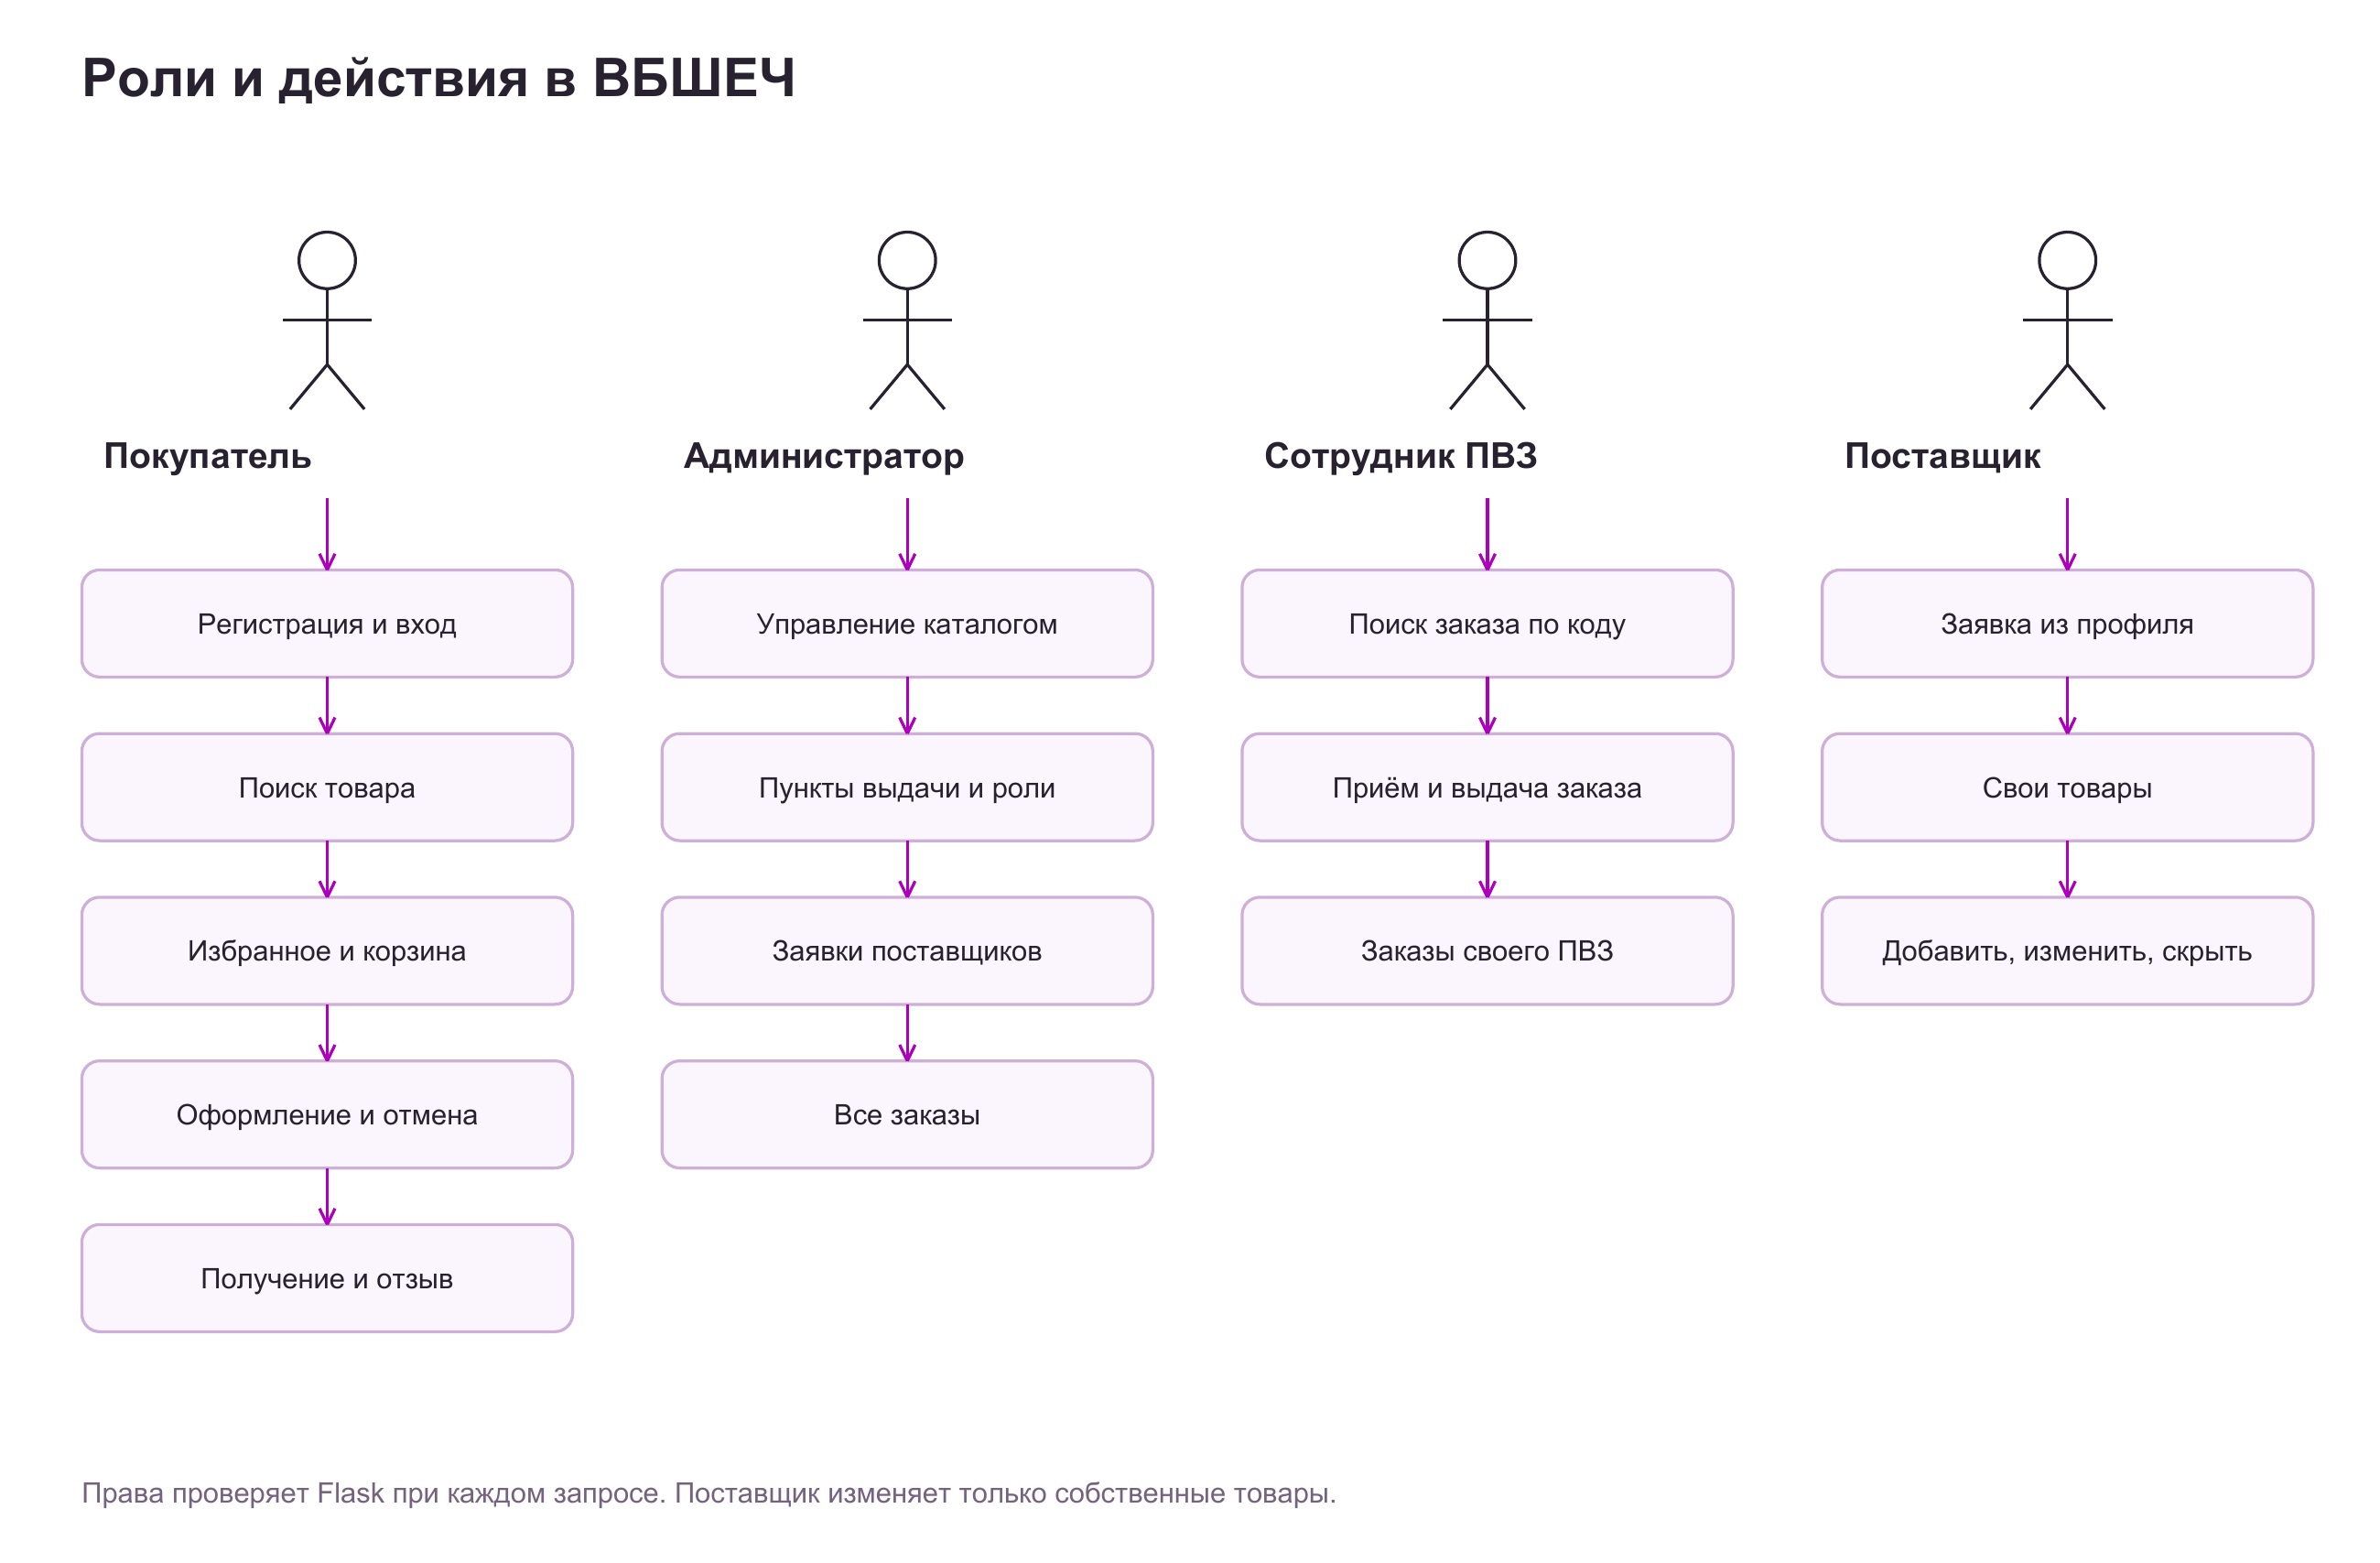 Роли и действия в ВБШЕЧ
Покупатель
Регистрация и вход
Поиск товара
Избранное и корзина
Оформление и отмена
Получение и отзыв
Администратор
Управление каталогом
Пункты выдачи и роли
Заявки поставщиков
Все заказы
Сотрудник ПВЗ
Поиск заказа по коду
Приём и выдача заказа
Заказы своего ПВЗ
Поставщик
Заявка из профиля
Свои товары
Добавить, изменить, скрыть
Права проверяет Flask при каждом запросе. Поставщик изменяет только собственные товары.